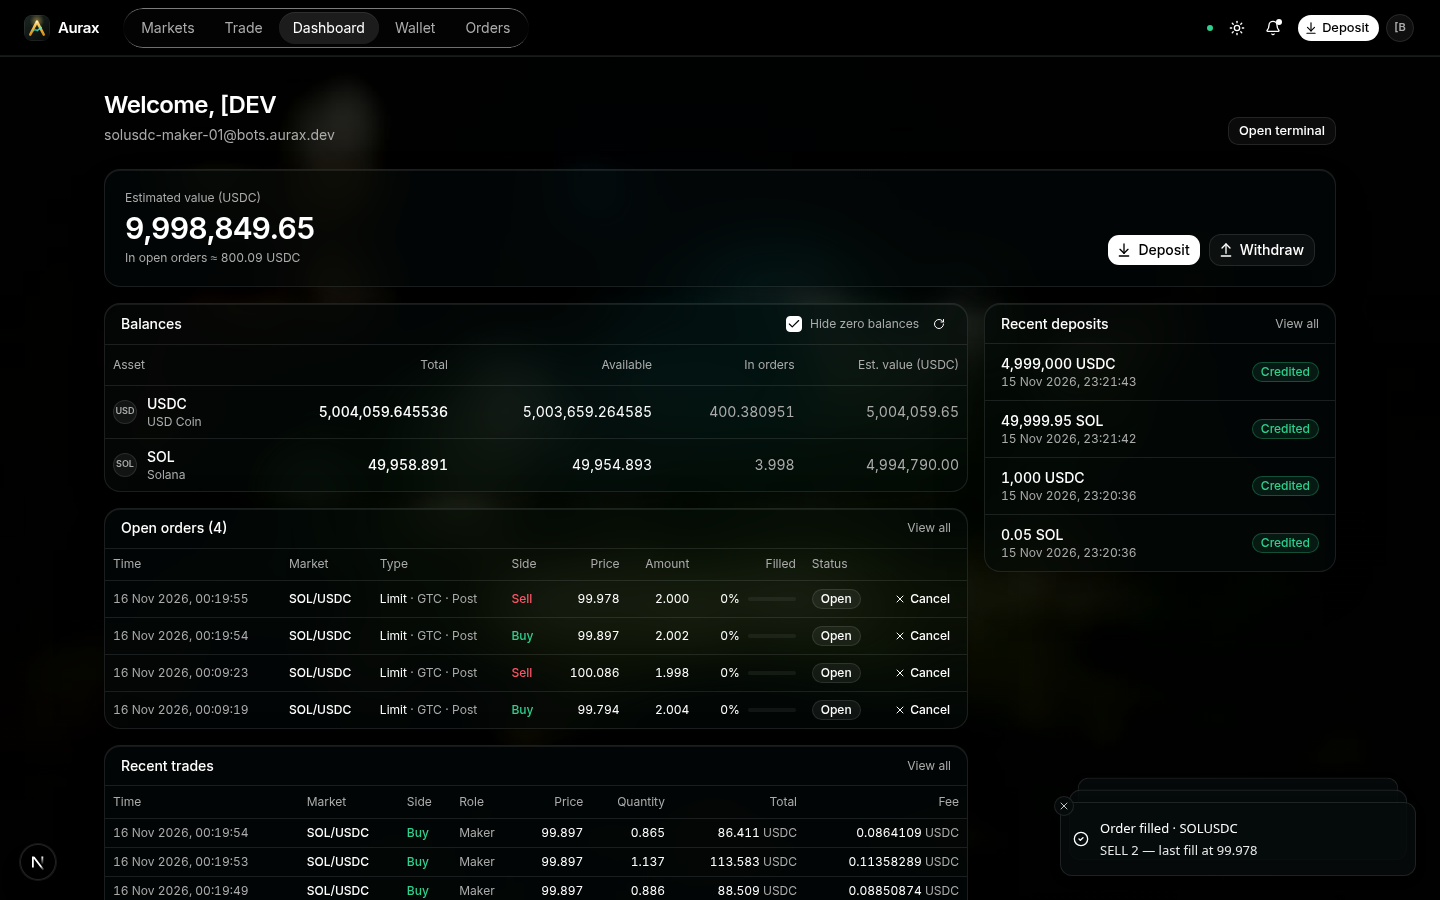 Aurax Markets Trade Dashboard Wallet Orders Deposit [B
Welcome, [DEV
solusdc-maker-01@bots.aurax.dev
Open terminal
Estimated value (USDC)
9,998,849.65
In open orders ≈ 800.09 USDC
Deposit Withdraw
Balances Hide zero balances
Asset Total Available In orders Est. value (USDC)
USD USDC 5,004,059.645536 5,003,659.264585 400.380951 5,004,059.65
USD Coin
SOL SOL 49,958.891 49,954.893 3.998 4,994,790.00
Solana
Recent deposits View all
4,999,000 USDC Credited
15 Nov 2026, 23:21:43
49,999.95 SOL Credited
15 Nov 2026, 23:21:42
1,000 USDC Credited
15 Nov 2026, 23:20:36
0.05 SOL Credited
15 Nov 2026, 23:20:36
Open orders (4) View all
Time Market Type Side Price Amount Filled Status
16 Nov 2026, 00:19:55 SOL/USDC Limit · GTC · Post Sell 99.978 2.000 0% Open Cancel
16 Nov 2026, 00:19:54 SOL/USDC Limit · GTC · Post Buy 99.897 2.002 0% Open Cancel
16 Nov 2026, 00:09:23 SOL/USDC Limit · GTC · Post Sell 100.086 1.998 0% Open Cancel
16 Nov 2026, 00:09:19 SOL/USDC Limit · GTC · Post Buy 99.794 2.004 0% Open Cancel
Recent trades View all
Time Market Side Role Price Quantity Total Fee
16 Nov 2026, 00:19:54 SOL/USDC Buy Maker 99.897 0.865 86.411 USDC 0.0864109 USDC
16 Nov 2026, 00:19:53 SOL/USDC Buy Maker 99.897 1.137 113.583 USDC 0.11358289 USDC
16 Nov 2026, 00:19:49 SOL/USDC Buy Maker 99.897 0.886 88.509 USDC 0.08850874 USDC
Order filled · SOLUSDC
SELL 2 — last fill at 99.978
N